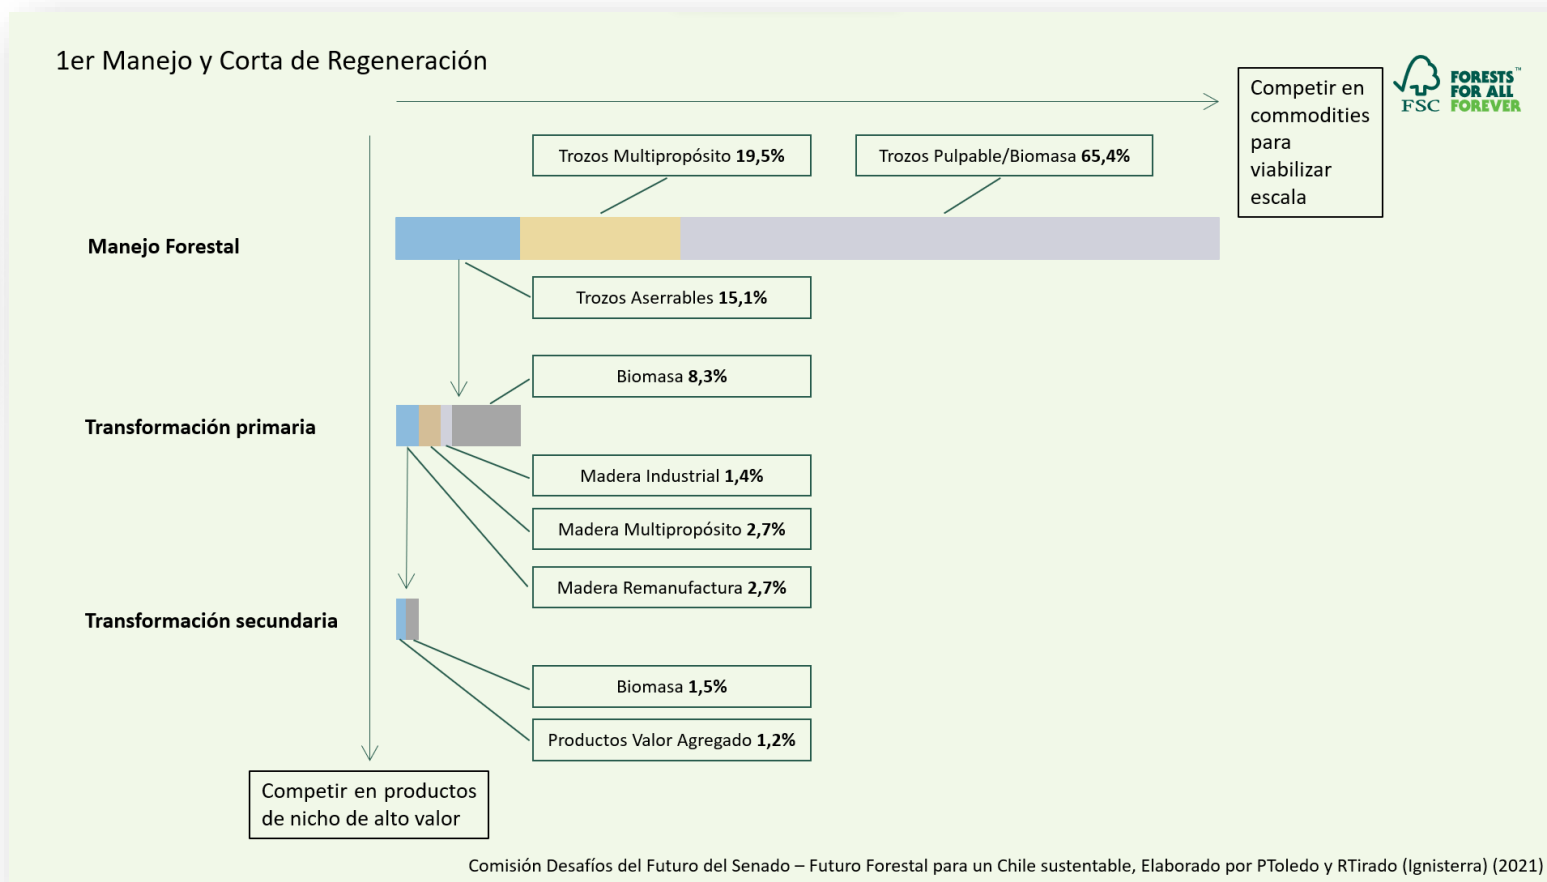 1er Manejo y Corta de Regeneración
Competir en
commodities
para
viabilizar
escala
FSC
FORESTS™
FOR ALL
FOREVER
Trozos Multipropósito 19,5%
Trozos Pulpable/Biomasa 65,4%
Manejo Forestal
Trozos Aserrables 15,1%
Biomasa 8,3%
Transformación primaria
Madera Industrial 1,4%
Madera Multipropósito 2,7%
Madera Remanufactura 2,7%
Transformación secundaria
Biomasa 1,5%
Productos Valor Agregado 1,2%
Competir en productos
de nicho de alto valor
Comisión Desafíos del Futuro del Senado – Futuro Forestal para un Chile sustentable, Elaborado por PToledo y RTirado (Ignisterra) (2021)